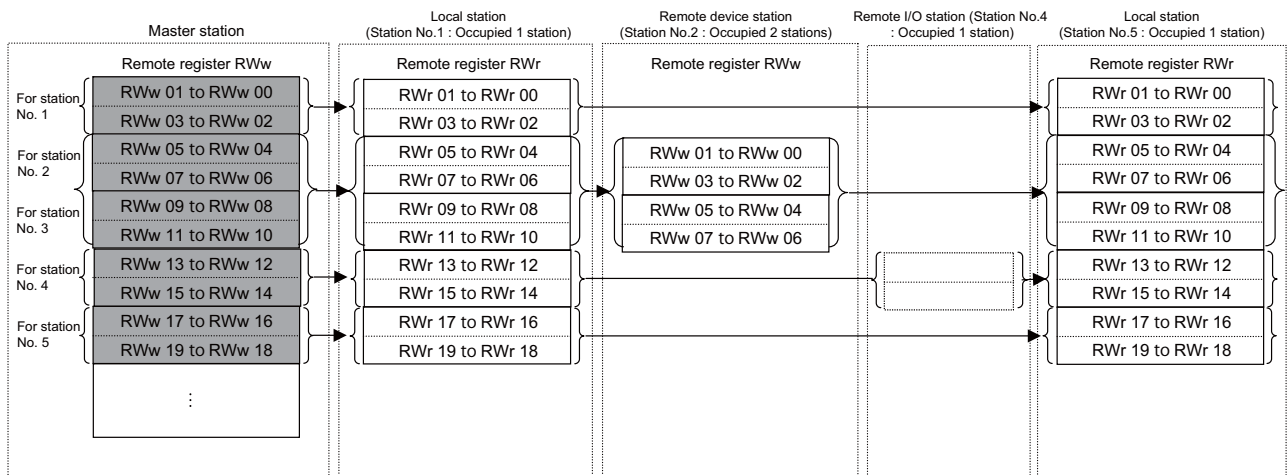 Master station
Local station
(Station No.1 : Occupied 1 station)
Remote device station
(Station No.2 : Occupied 2 stations)
Remote I/O station (Station No.4
: Occupied 1 station)
Local station
(Station No.5 : Occupied 1 station)
Remote register RWw
Remote register RWr
Remote register RWw
Remote register RWr
For station
No. 1
RWw 01 to RWw 00
RWw 03 to RWw 02
For station
No. 2
RWw 05 to RWw 04
RWw 07 to RWw 06
For station
No. 3
RWw 09 to RWw 08
RWw 11 to RWw 10
For station
No. 4
RWw 13 to RWw 12
RWw 15 to RWw 14
For station
No. 5
RWw 17 to RWw 16
RWw 19 to RWw 18
⋮
RWr 01 to RWr 00
RWr 03 to RWr 02
RWr 05 to RWr 04
RWr 07 to RWr 06
RWr 09 to RWr 08
RWr 11 to RWr 10
RWr 13 to RWr 12
RWr 15 to RWr 14
RWr 17 to RWr 16
RWr 19 to RWr 18
RWw 01 to RWw 00
RWw 03 to RWw 02
RWw 05 to RWw 04
RWw 07 to RWw 06
RWr 01 to RWr 00
RWr 03 to RWr 02
RWr 05 to RWr 04
RWr 07 to RWr 06
RWr 09 to RWr 08
RWr 11 to RWr 10
RWr 13 to RWr 12
RWr 15 to RWr 14
RWr 17 to RWr 16
RWr 19 to RWr 18